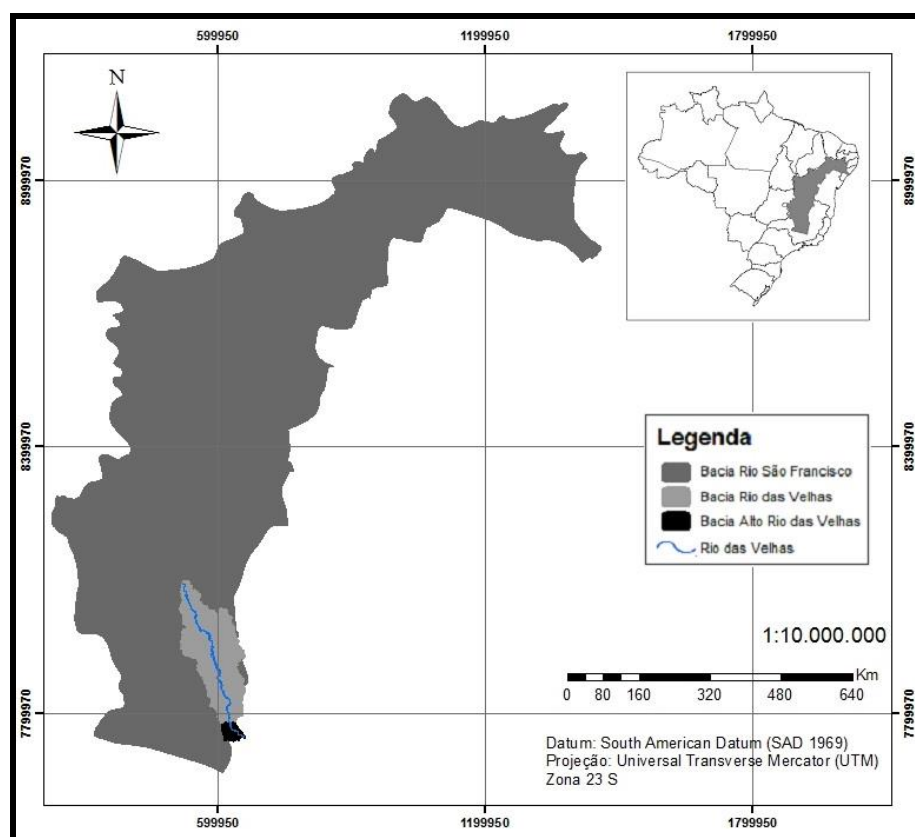 599950 1199950 1799950
N
8999970 8999970
8399970 8399970
Legenda
Bacia Rio São Francisco
Bacia Rio das Velhas
Bacia Alto Rio das Velhas
Rio das Velhas
1:10.000.000
Km
0 40 80 160 320 480 640
7799970 7799970
Datum: South American Datum (SAD 1969)
Projeção: Universal Transverse Mercator (UTM)
Zona 23 S
599950 1199950 1799950